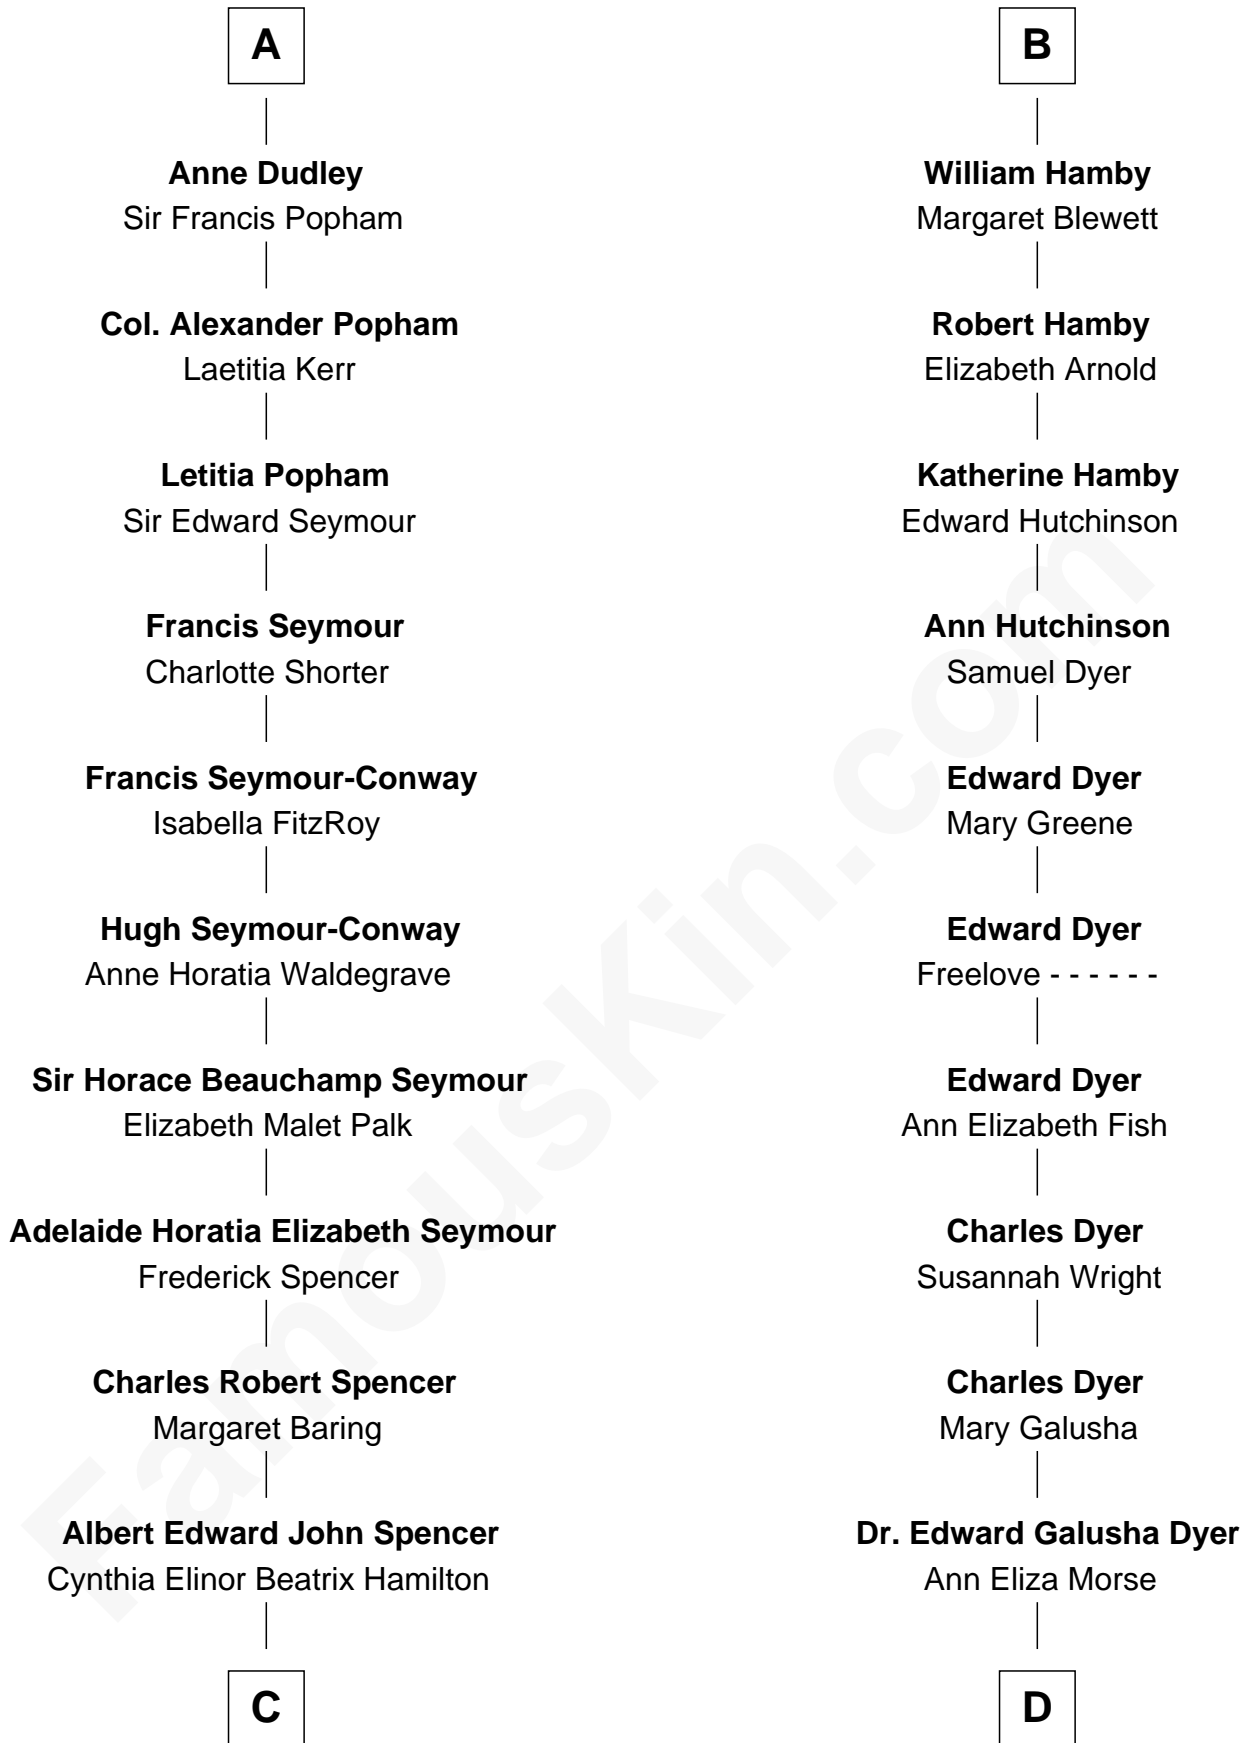 A
Anne Dudley
Sir Francis Popham
Col. Alexander Popham
Laetitia Kerr
Letitia Popham
Sir Edward Seymour
Francis Seymour
Charlotte Shorter
Francis Seymour-Conway
Isabella FitzRoy
Hugh Seymour-Conway
Anne Horatia Waldegrave
Sir Horace Beauchamp Seymour
Elizabeth Malet Palk
Adelaide Horatia Elizabeth Seymour
Frederick Spencer
Charles Robert Spencer
Margaret Baring
Albert Edward John Spencer
Cynthia Elinor Beatrix Hamilton
C
B
William Hamby
Margaret Blewett
Robert Hamby
Elizabeth Arnold
Katherine Hamby
Edward Hutchinson
Ann Hutchinson
Samuel Dyer
Edward Dyer
Mary Greene
Edward Dyer
Freelove - - - - - -
Edward Dyer
Ann Elizabeth Fish
Charles Dyer
Susannah Wright
Charles Dyer
Mary Galusha
Dr. Edward Galusha Dyer
Ann Eliza Morse
D
FamousKin.com